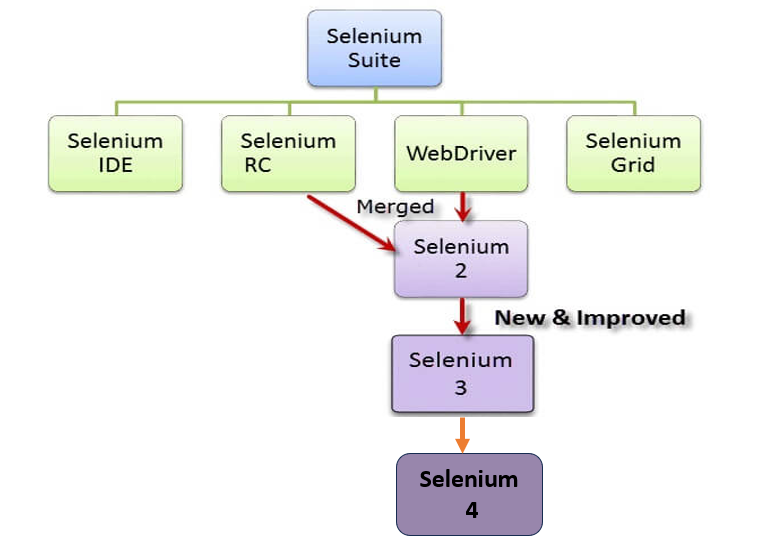 Selenium
Suite
Selenium
IDE
Selenium
RC
WebDriver
Selenium
Grid
Merged
Selenium
2
New & Improved
Selenium
3
Selenium
4